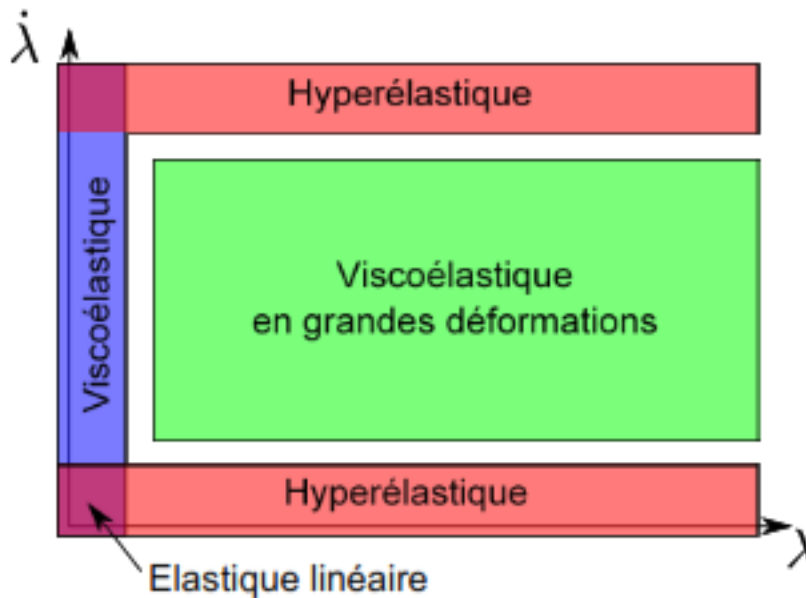 λ̇
Hyperélastique
Viscoélastique
Viscoélastique
en grandes déformations
Hyperélastique
λ
Elastique linéaire